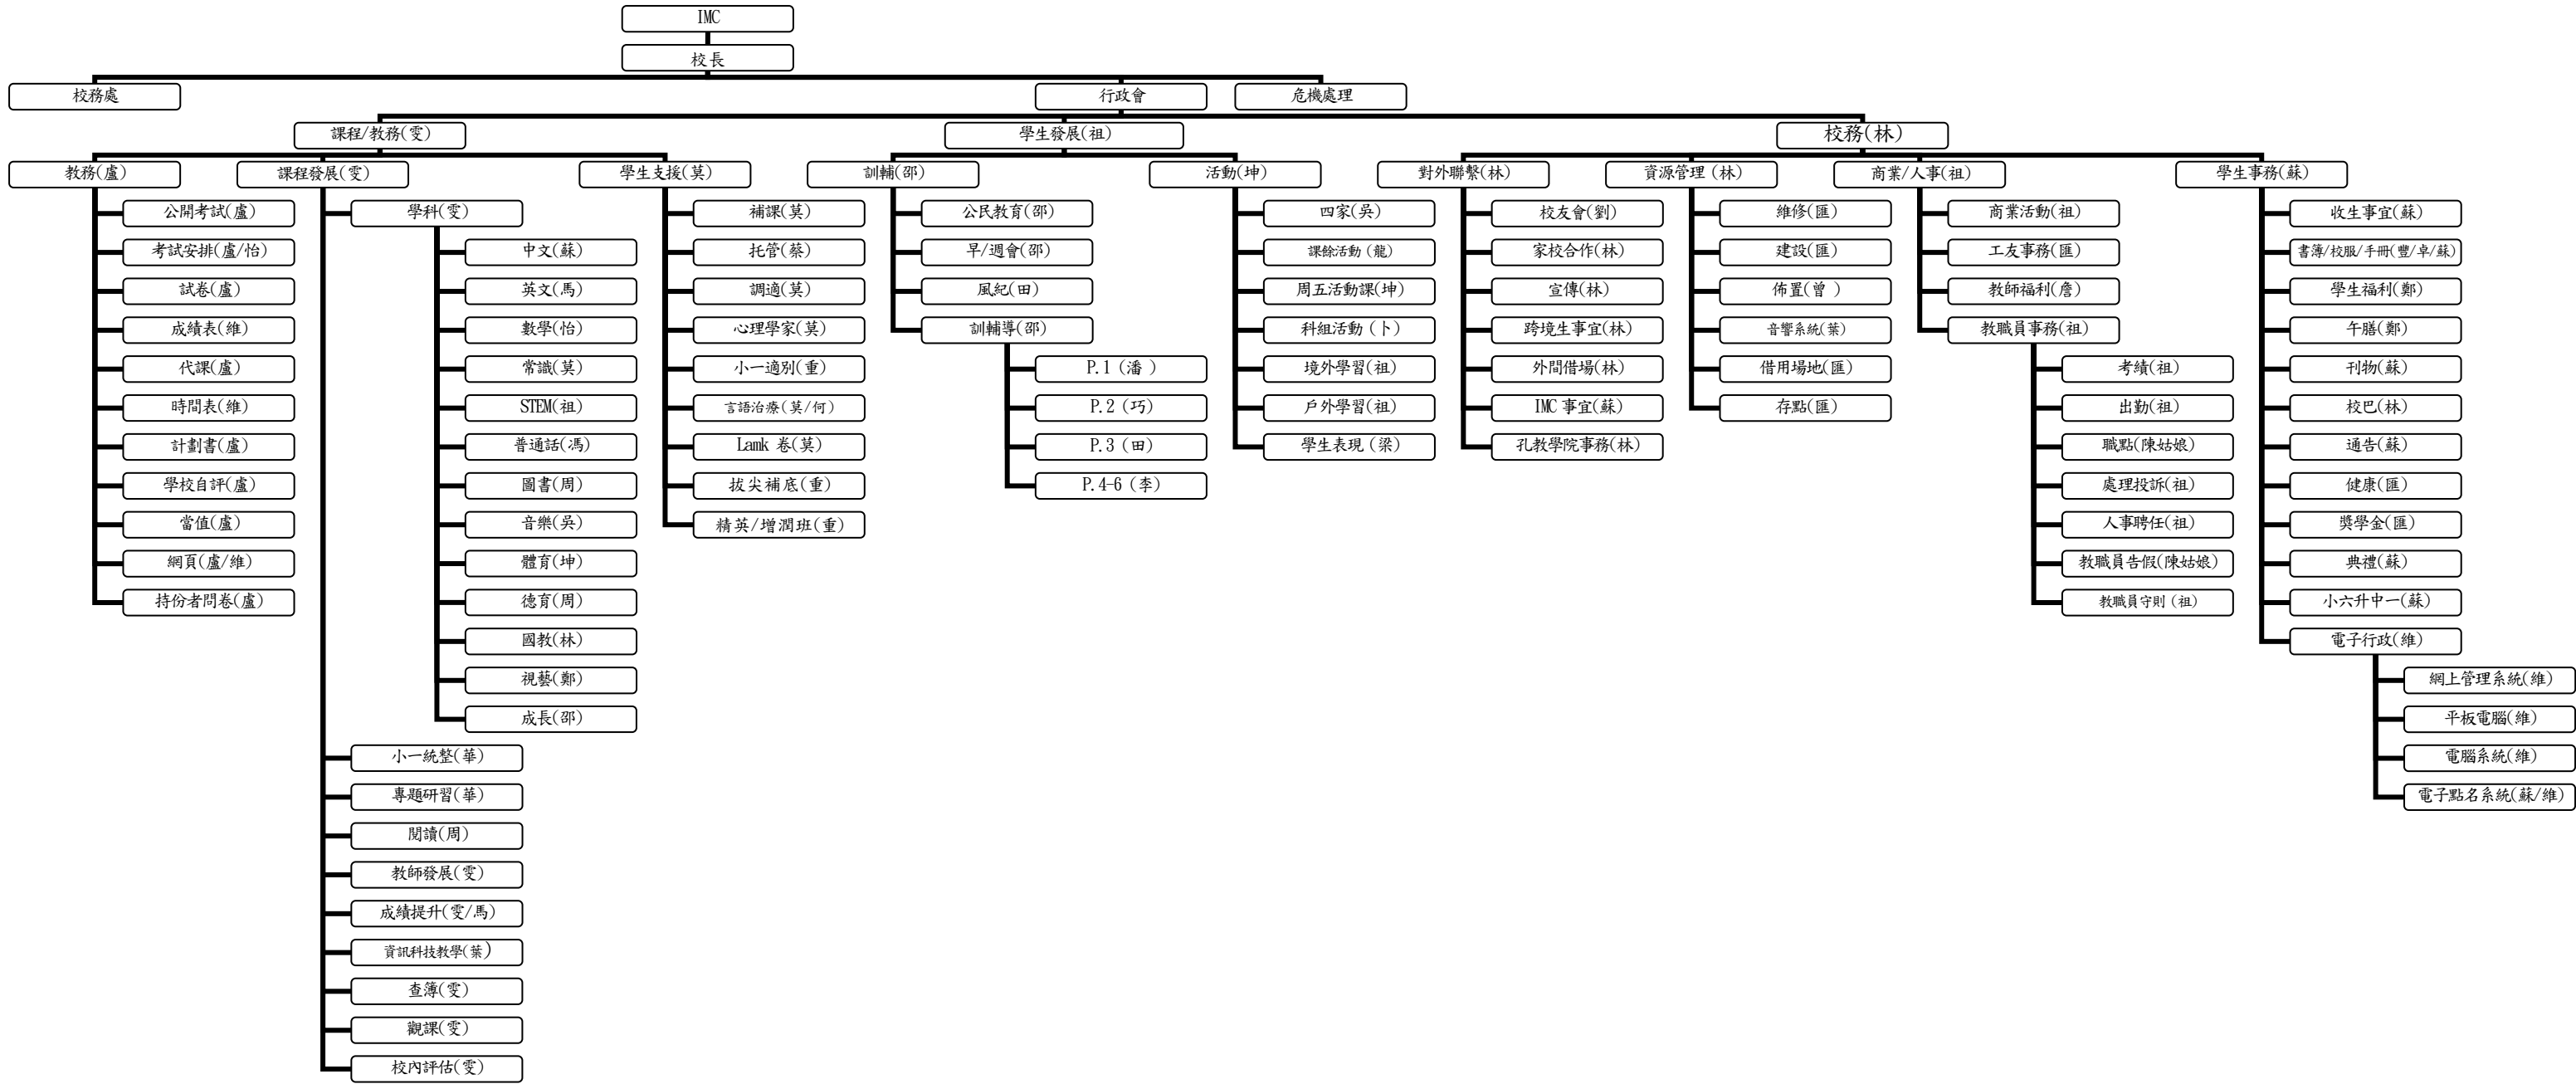 IMC
校長
校務處
行政會
危機處理
課程/教務(雯)
學生發展(祖)
校務(林)
教務(盧)
課程發展(雯)
學生支援(莫)
訓輔(邵)
活動(坤)
對外聯繫(林)
資源管理 (林)
商業/人事(祖)
學生事務(蘇)
公開考試(盧)
考試安排(盧/怡)
試卷(盧)
成績表(維)
代課(盧)
時間表(維)
計劃書(盧)
學校自評(盧)
當值(盧)
網頁(盧/維)
持份者問卷(盧)
學科(雯)
中文(蘇)
英文(馬)
數學(怡)
常識(莫)
STEM(祖)
普通話(馮)
圖書(周)
音樂(吳)
體育(坤)
德育(周)
國教(林)
視藝(鄭)
成長(邵)
小一統整(華)
專題研習(華)
閱讀(周)
教師發展(雯)
成績提升(雯/馬)
資訊科技教學(葉)
查簿(雯)
觀課(雯)
校內評估(雯)
補課(莫)
托管(蔡)
調適(莫)
心理學家(莫)
小一適別(重)
言語治療(莫/何)
Lamk 卷(莫)
拔尖補底(重)
精英/增潤班(重)
公民教育(邵)
早/週會(邵)
風紀(田)
訓輔導(邵)
P.1 (潘 )
P.2 (巧)
P.3 (田)
P.4-6 (李)
四家(吳)
課餘活動 (龍)
周五活動課(坤)
科組活動 (卜)
境外學習(祖)
戶外學習(祖)
學生表現 (梁)
校友會(劉)
家校合作(林)
宣傳(林)
跨境生事宜(林)
外間借場(林)
IMC 事宜(蘇)
孔教學院事務(林)
維修(匯)
建設(匯)
佈置(曾 )
音響系統(葉)
借用場地(匯)
存點(匯)
商業活動(祖)
工友事務(匯)
教師福利(詹)
教職員事務(祖)
考績(祖)
出勤(祖)
職點(陳姑娘)
處理投訴(祖)
人事聘任(祖)
教職員告假(陳姑娘)
教職員守則 (祖)
收生事宜(蘇)
書簿/校服/手冊(豐/卓/蘇)
學生福利(鄭)
午膳(鄭)
刊物(蘇)
校巴(林)
通告(蘇)
健康(匯)
獎學金(匯)
典禮(蘇)
小六升中一(蘇)
電子行政(維)
網上管理系統(維)
平板電腦(維)
電腦系統(維)
電子點名系統(蘇/維)